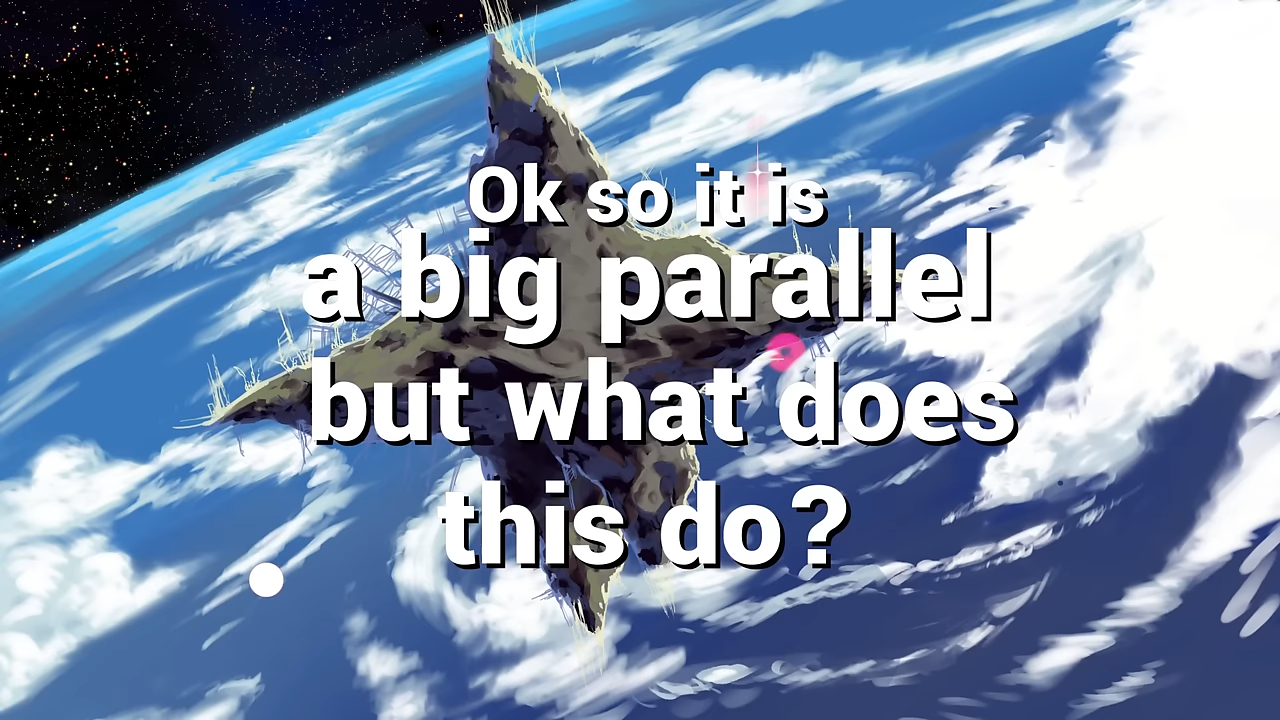 Ok so it is
a big parallel
but what does
this do?